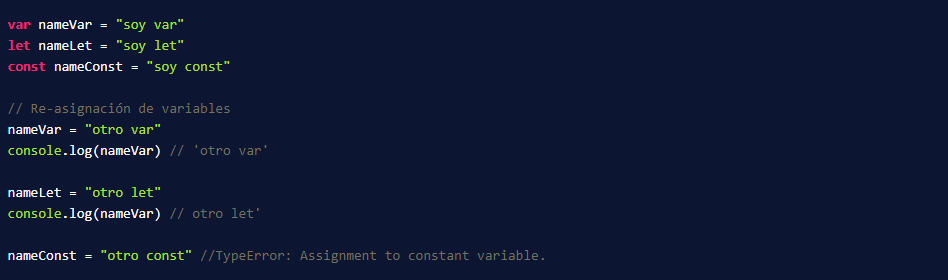 var nameVar = "soy var"
let nameLet = "soy let"
const nameConst = "soy const"
// Re-asignación de variables
nameVar = "otro var"
console.log(nameVar) // 'otro var'
nameLet = "otro let"
console.log(nameVar) // otro let'
nameConst = "otro const" //TypeError: Assignment to constant variable.